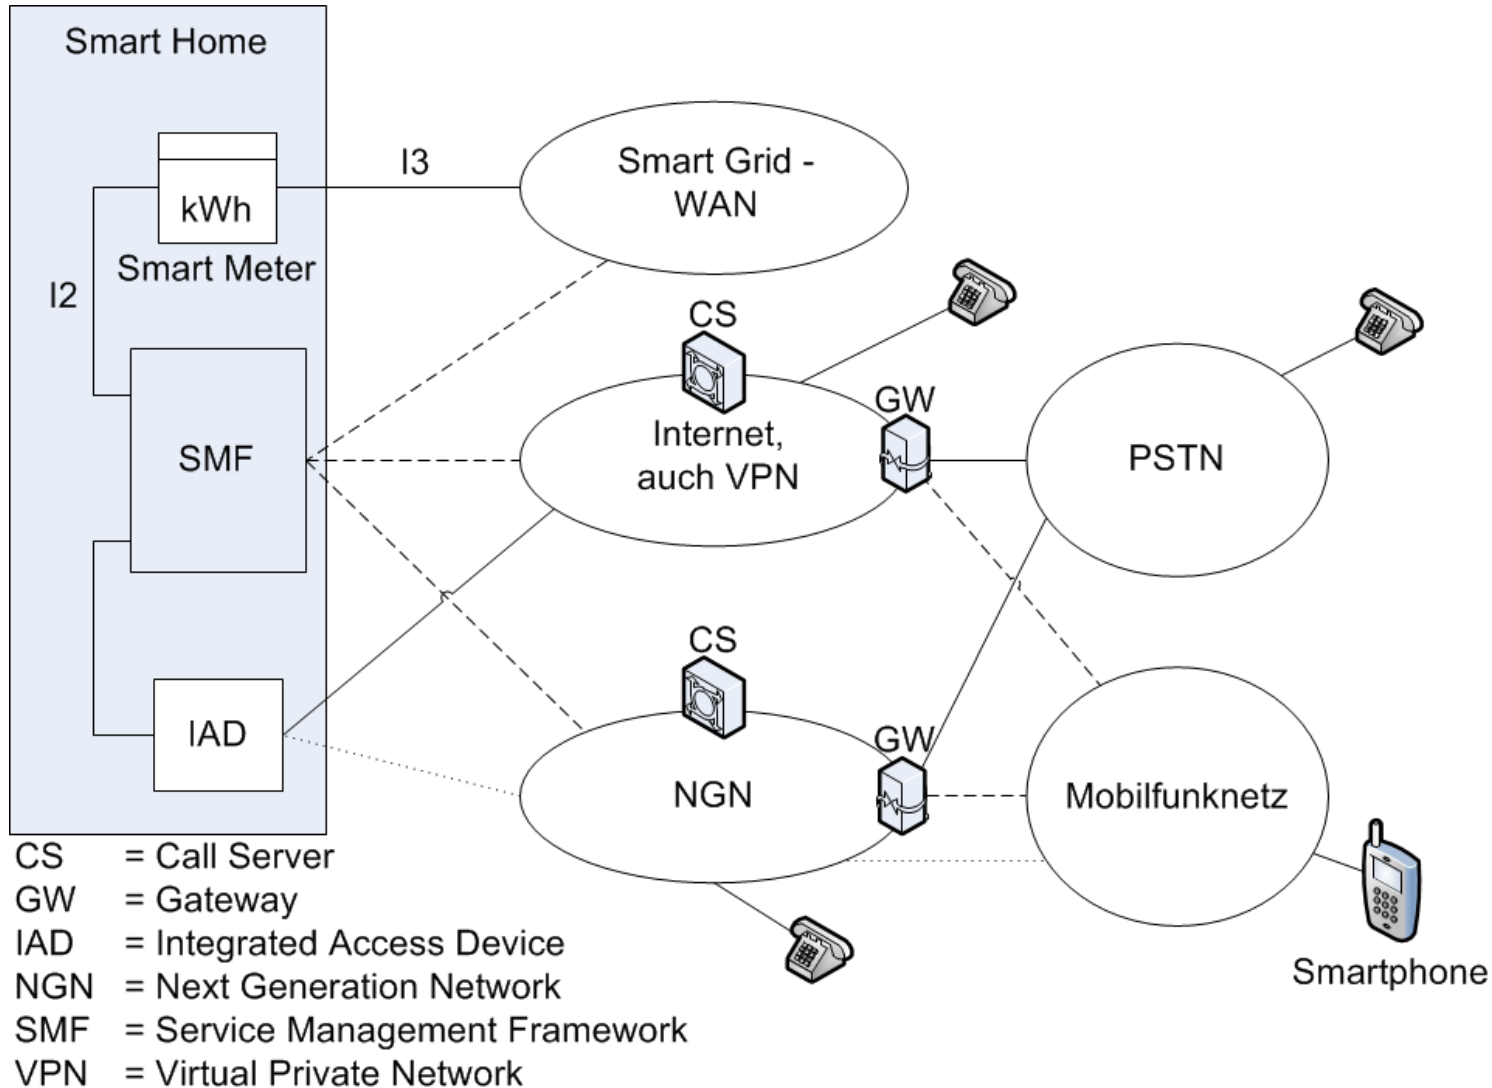 Smart Home
I3
Smart Grid -
WAN
kWh
Smart Meter
I2
CS
GW
Internet,
auch VPN
SMF
PSTN
CS
IAD
GW
NGN
Mobilfunknetz
Smartphone
CS = Call Server
GW = Gateway
IAD = Integrated Access Device
NGN = Next Generation Network
SMF = Service Management Framework
VPN = Virtual Private Network